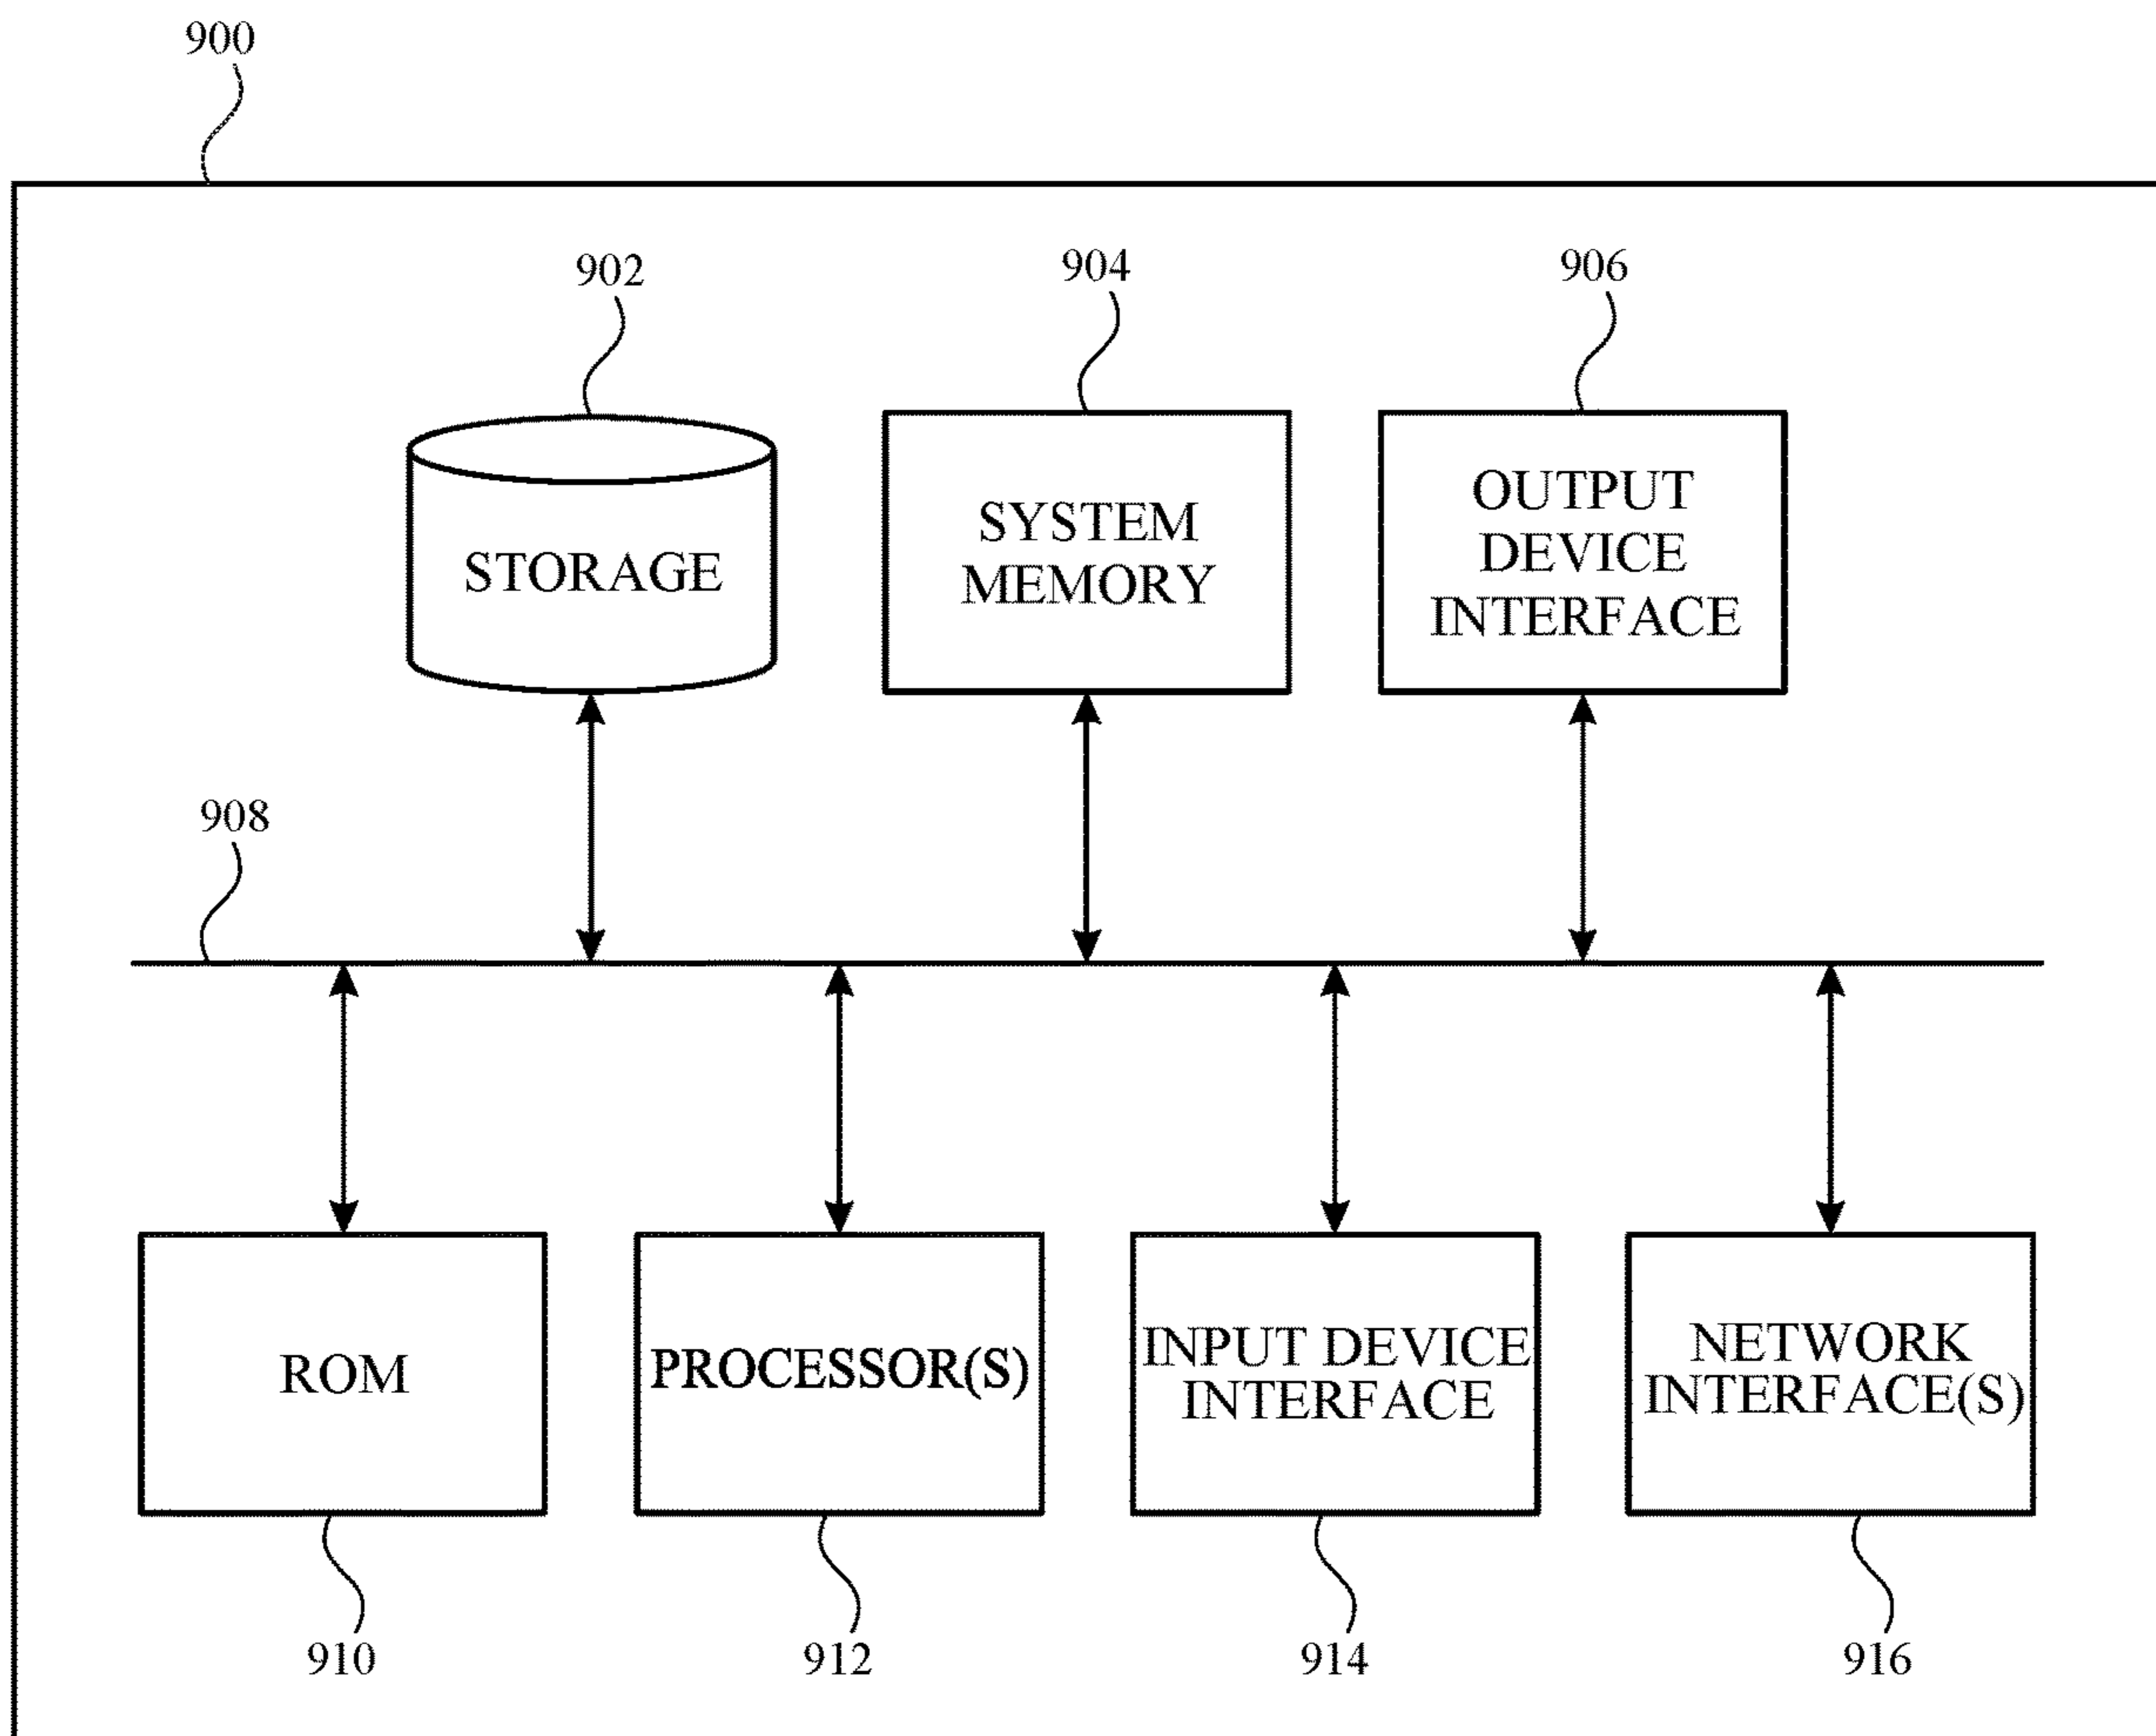 900
902
904
906
STORAGE
SYSTEM
MEMORY
OUTPUT
DEVICE
INTERFACE
908
ROM
PROCESSOR(S)
INPUT DEVICE
INTERFACE
NETWORK
INTERFACE(S)
910
912
914
916